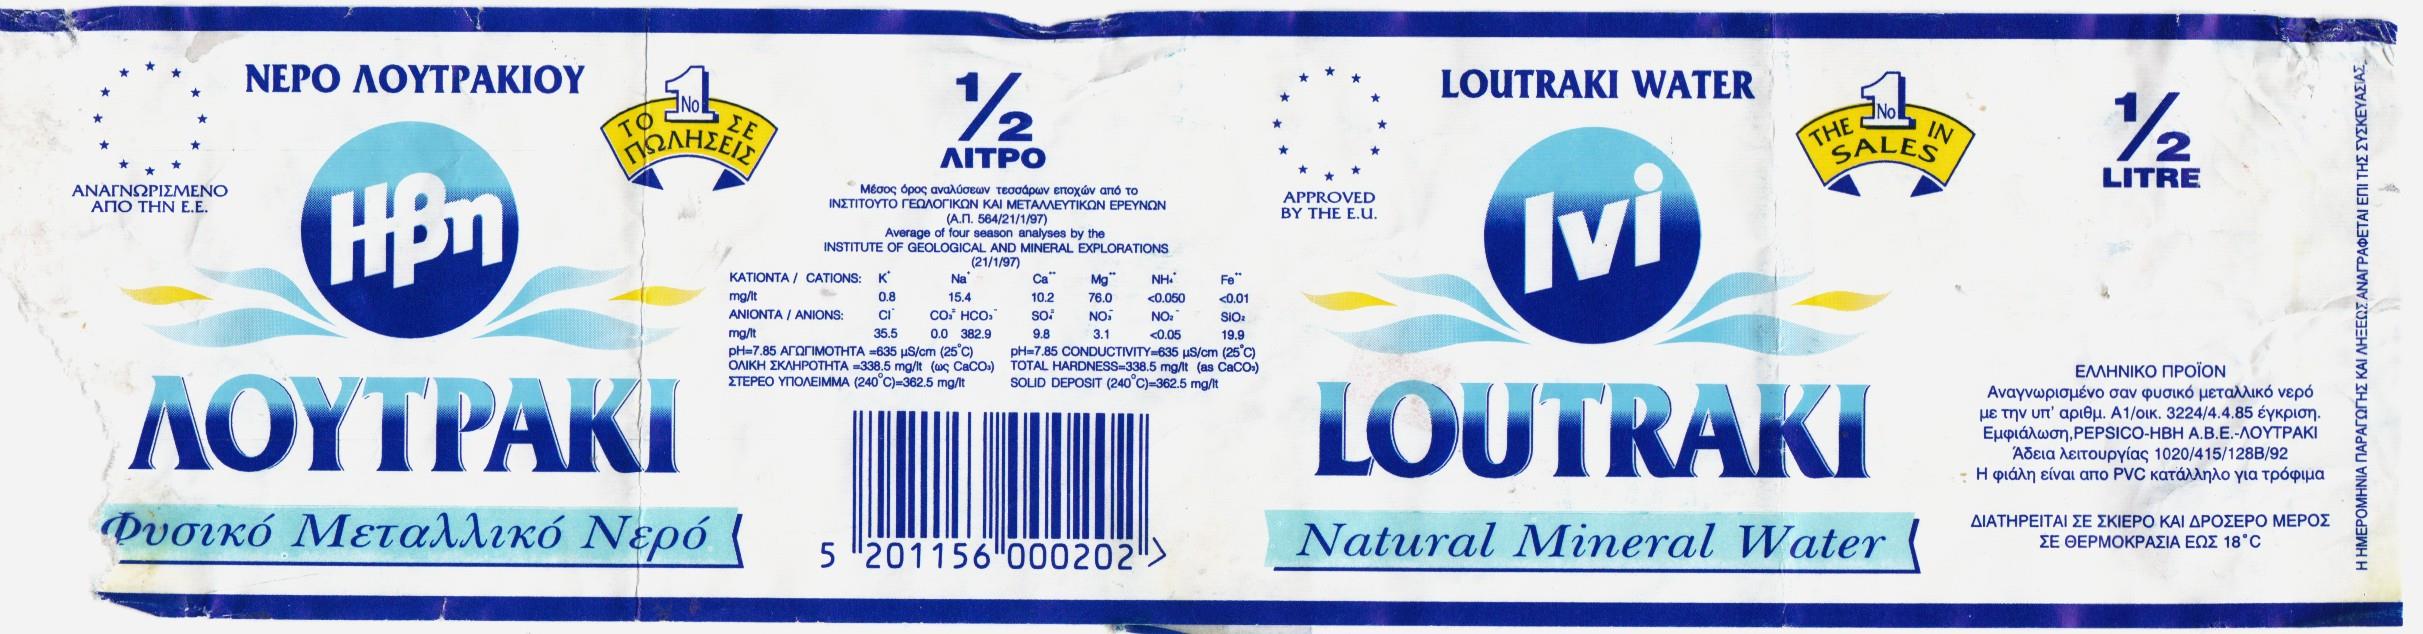 ΝΕΡΟ ΛΟΥΤΡΑΚΙΟΥ
ΑΝΑΓΝΩΡΙΣΜΕΝΟ
ΑΠΟ ΤΗΝ Ε.Ε.
Ηβη
ΤΟ Νο 1 ΣΕ
ΠΩΛΗΣΕΙΣ
ΛΟΥΤΡΑΚΙ
Φυσικό Μεταλλικό Νερό
1/2
ΛΙΤΡΟ
Μέσος όρος αναλύσεων τεσσάρων εποχών από το
ΙΝΣΤΙΤΟΥΤΟ ΓΕΩΛΟΓΙΚΩΝ ΚΑΙ ΜΕΤΑΛΛΕΥΤΙΚΩΝ ΕΡΕΥΝΩΝ
(Α.Π. 564/21/1/97)
Average of four season analyses by the
INSTITUTE OF GEOLOGICAL AND MINERAL EXPLORATIONS
(21/1/97)
ΚΑΤΙΟΝΤΑ / CATIONS: K⁺ Na⁺ Ca⁺⁺ Mg⁺⁺ NH₄⁺ Fe⁺⁺
mg/lt 0.8 15.4 10.2 76.0 <0.050 <0.01
ΑΝΙΟΝΤΑ / ANIONS: Cl⁻ CO₃⁼ HCO₃⁻ SO₄⁼ NO₃⁻ NO₂⁻ SIO₂
mg/lt 35.5 0.0 382.9 9.8 3.1 <0.05 19.9
pH=7.85 ΑΓΩΓΙΜΟΤΗΤΑ =635 µS/cm (25°C)
ΟΛΙΚΗ ΣΚΛΗΡΟΤΗΤΑ =338.5 mg/lt (ως CaCO₃)
ΣΤΕΡΕΟ ΥΠΟΛΕΙΜΜΑ (240°C)=362.5 mg/lt
pH=7.85 CONDUCTIVITY=635 µS/cm (25°C)
TOTAL HARDNESS=338.5 mg/lt (as CaCO₃)
SOLID DEPOSIT (240°C)=362.5 mg/lt
5 201156 000202 >
LOUTRAKI WATER
APPROVED
BY THE E.U.
Ivi
THE No 1 IN
SALES
LOUTRAKI
Natural Mineral Water
1/2
LITRE
ΕΛΛΗΝΙΚΟ ΠΡΟΪΟΝ
Αναγνωρισμένο σαν φυσικό μεταλλικό νερό
με την υπ' αριθμ. Α1/οικ. 3224/4.4.85 έγκριση.
Εμφιάλωση,PEPSICO-HBH A.B.E.-ΛΟΥΤΡΑΚΙ
Άδεια λειτουργίας 1020/415/128Β/92
Η φιάλη είναι απο PVC κατάλληλο για τρόφιμα
ΔΙΑΤΗΡΕΙΤΑΙ ΣΕ ΣΚΙΕΡΟ ΚΑΙ ΔΡΟΣΕΡΟ ΜΕΡΟΣ
ΣΕ ΘΕΡΜΟΚΡΑΣΙΑ ΕΩΣ 18°C
Η ΗΜΕΡΟΜΗΝΙΑ ΠΑΡΑΓΩΓΗΣ ΚΑΙ ΛΗΞΕΩΣ ΑΝΑΓΡΑΦΕΤΑΙ ΕΠΙ ΤΗΣ ΣΥΣΚΕΥΑΣΙΑΣ.